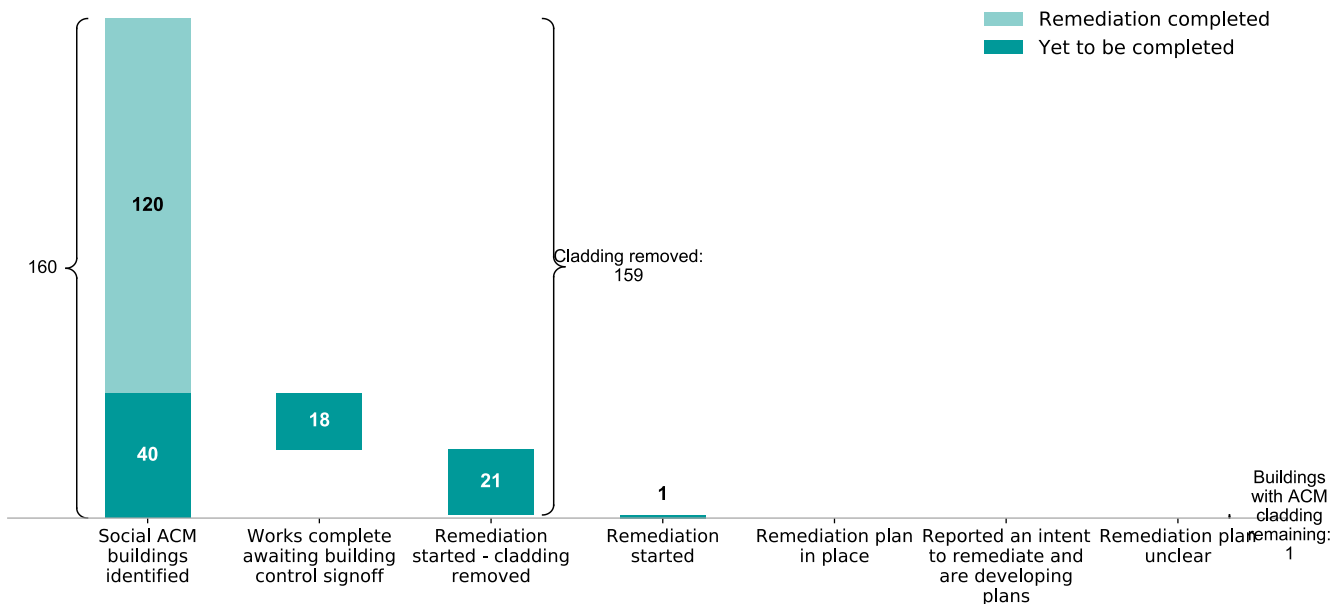 Remediation completed
Yet to be completed
120
160
Cladding removed:
159
40
18
21
1
Buildings
with ACM
cladding
remaining:
1
Social ACM
buildings
identified
Works complete
awaiting building
control signoff
Remediation
started - cladding
removed
Remediation
started
Remediation plan
in place
Reported an intent
to remediate and
are developing
plans
Remediation plan
unclear